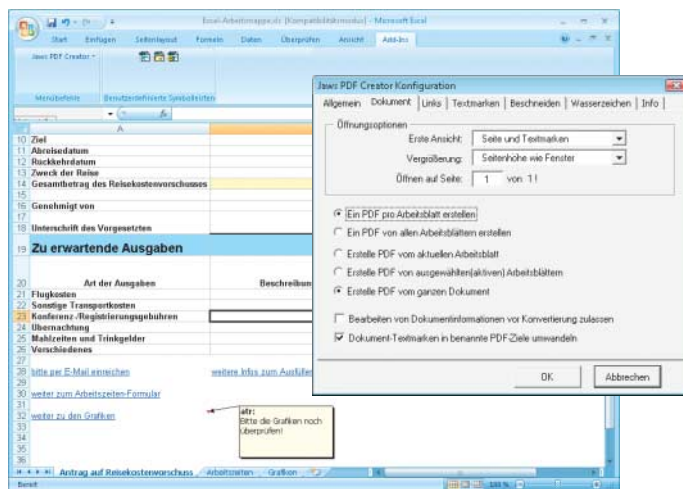 Excel-Arbeitsmappe.xls [Kompatibilitätsmodus] - Microsoft Excel
Start Einfügen Seitenlayout Formeln Daten Überprüfen Ansicht Add-Ins
Jaws PDF Creator
Menübefehle Benutzerdefinierte Symbolleisten
A
10 Ziel
11 Abreisedatum
12 Rückkehrdatum
13 Zweck der Reise
14 Gesamtbetrag des Reisekostenvorschusses
15
16 Genehmigt von
17
18 Unterschrift des Vorgesetzten
19 Zu erwartende Ausgaben
20 Art der Ausgaben Beschreibun
21 Flugkosten
22 Sonstige Transportkosten
23 Konferenz-/Registrierungsgebühren
24 Übernachtung
25 Mahlzeiten und Trinkgelder
26 Verschiedenes
27
28 bitte per E-Mail einreichen weitere Infos zum Ausfüllen
29
30 weiter zum Arbeitszeiten-Formular
31
32 weiter zu den Grafiken
33
34
35
36
atr:
Bitte die Grafiken noch
überprüfen!
Antrag auf Reisekostenvorschuss Arbeitszeiten Grafiken
Bereit 100 %
Jaws PDF Creator Konfiguration
Allgemein Dokument Links Textmarken Beschneiden Wasserzeichen Info
Öffnungsoptionen
Erste Ansicht: Seite und Textmarken
Vergrößerung: Seitenhöhe wie Fenster
Öffnen auf Seite: 1 von 1!
Ein PDF pro Arbeitsblatt erstellen
Ein PDF von allen Arbeitsblättern erstellen
Erstelle PDF vom aktuellen Arbeitsblatt
Erstelle PDF von ausgewählten(aktiven) Arbeitsblättern
Erstelle PDF vom ganzen Dokument
Bearbeiten von Dokumentinformationen vor Konvertierung zulassen
Dokument-Textmarken in benannte PDF-Ziele umwandeln
OK Abbrechen